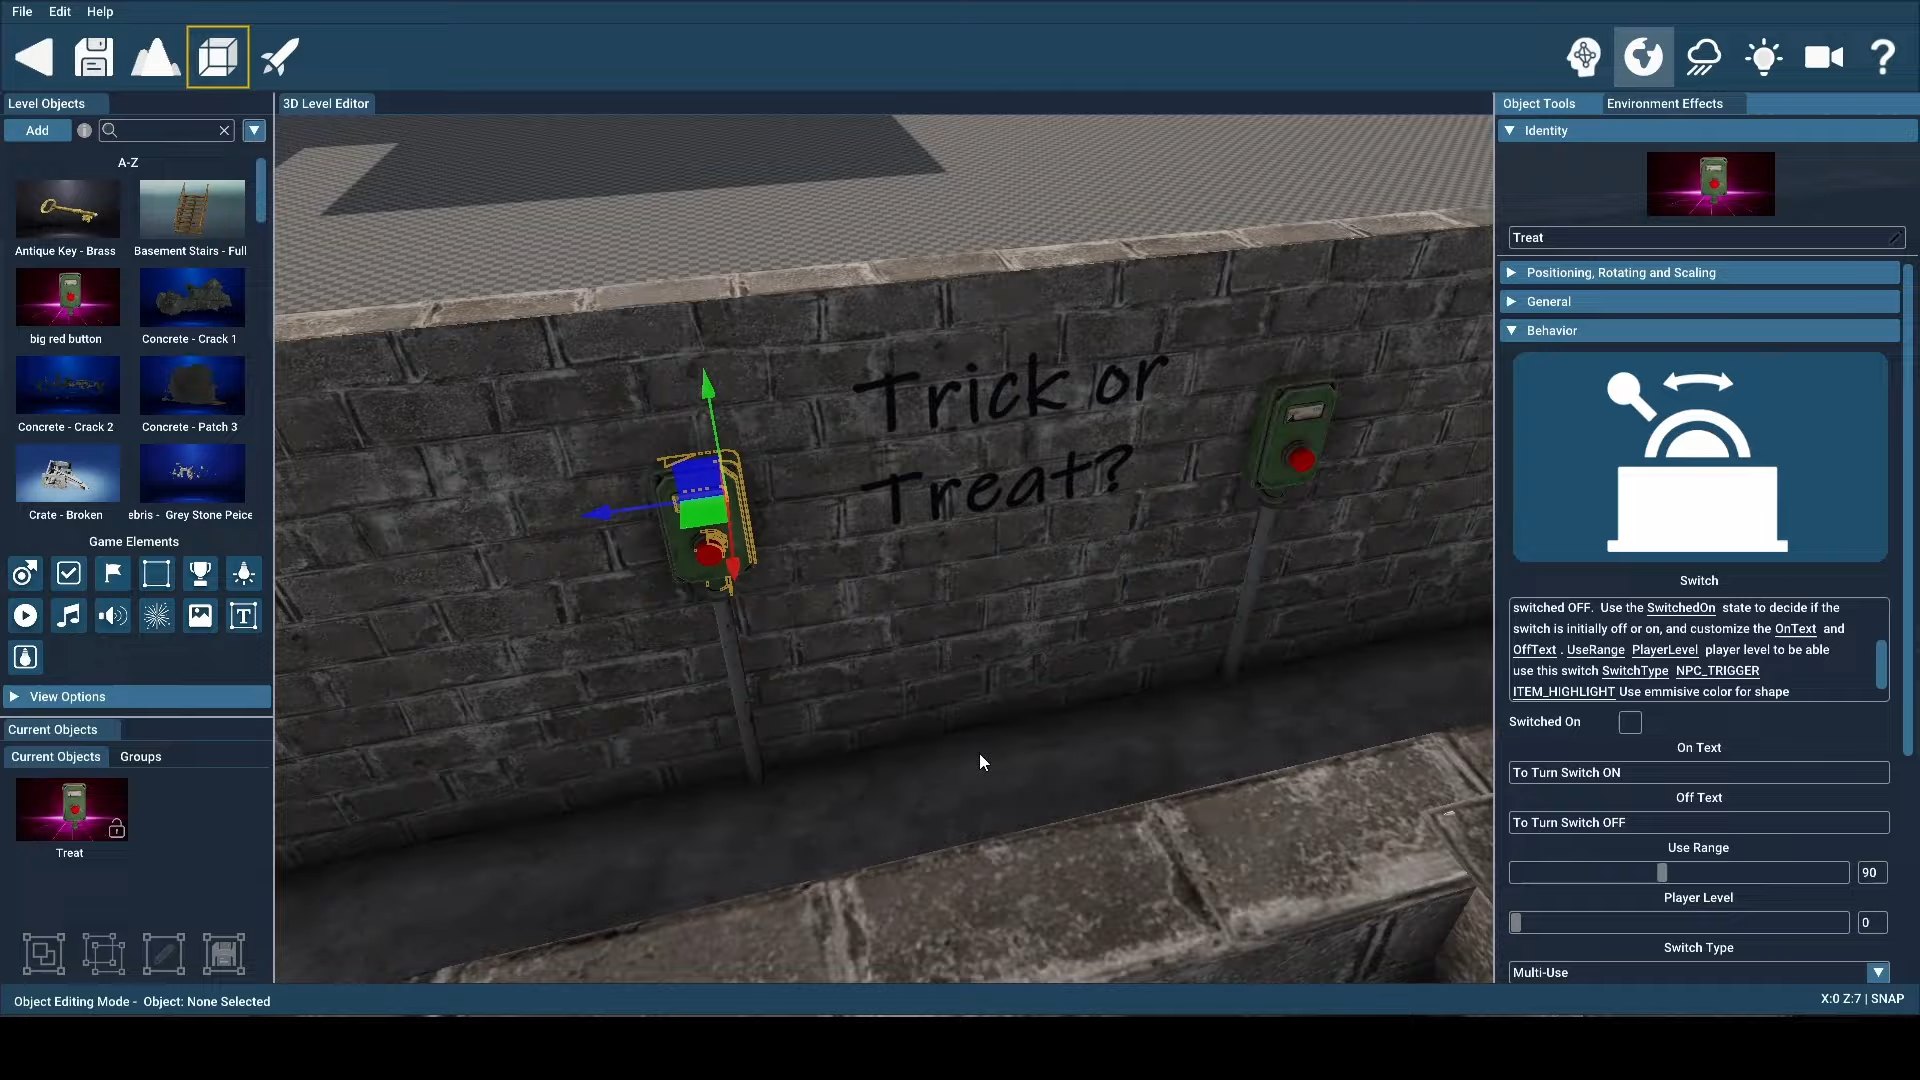 File Edit Help
Level Objects
Add
A-Z
Antique Key - Brass
Basement Stairs - Full
big red button
Concrete - Crack 1
Concrete - Crack 2
Concrete - Patch 3
Crate - Broken
ebris - Grey Stone Peice
Game Elements
View Options
Current Objects
Current Objects Groups
Treat
3D Level Editor
Trick or
Treat?
Object Tools Environment Effects
Identity
Treat
Positioning, Rotating and Scaling
General
Behavior
Switch
switched OFF. Use the SwitchedOn state to decide if the
switch is initially off or on, and customize the OnText and
OffText . UseRange PlayerLevel player level to be able
use this switch SwitchType NPC_TRIGGER
ITEM_HIGHLIGHT Use emmisive color for shape
Switched On
On Text
To Turn Switch ON
Off Text
To Turn Switch OFF
Use Range
90
Player Level
0
Switch Type
Multi-Use
Object Editing Mode - Object: None Selected
X:0 Z:7 | SNAP